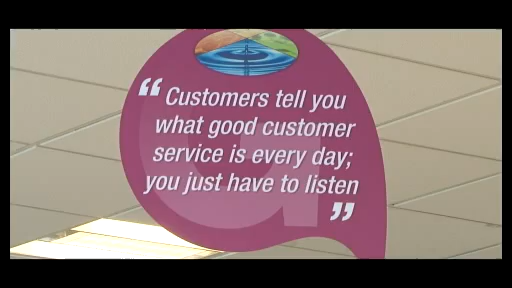 “Customers tell you
what good customer
service is every day;
you just have to listen
”